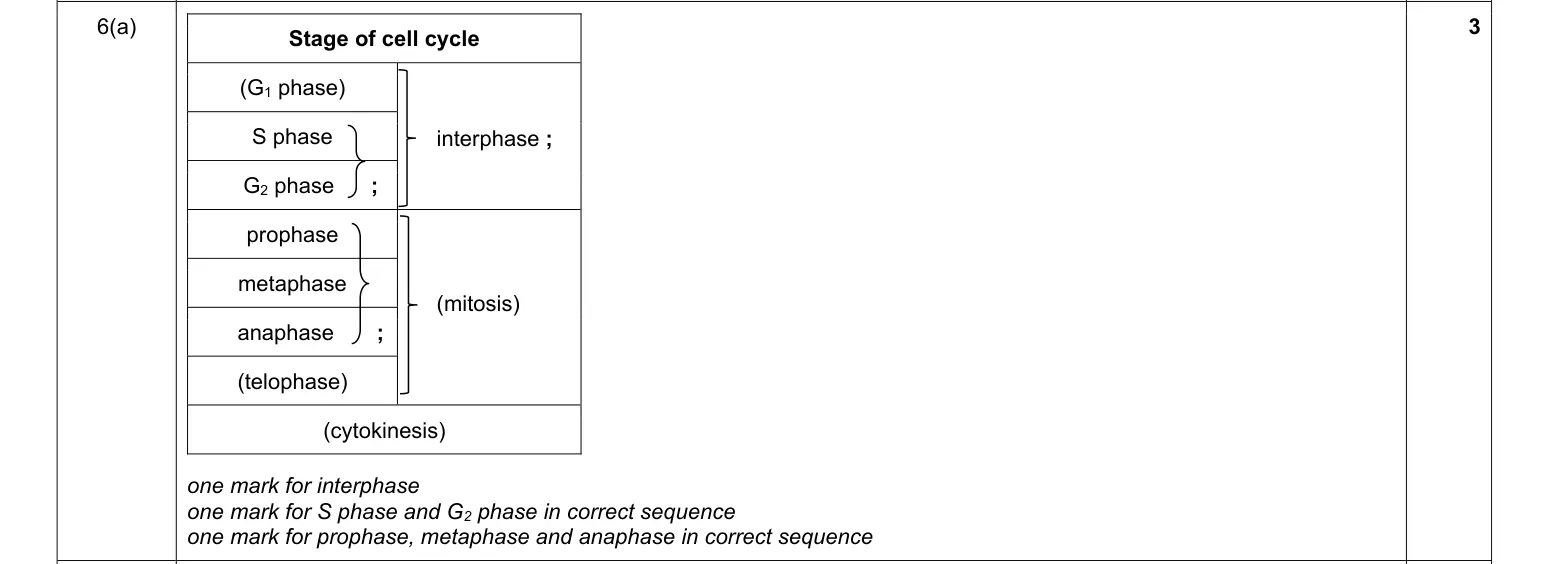 6(a)
3
Stage of cell cycle
(G₁ phase)
S phase
interphase ;
G₂ phase ;
prophase
metaphase
(mitosis)
anaphase ;
(telophase)
(cytokinesis)
one mark for interphase
one mark for S phase and G₂ phase in correct sequence
one mark for prophase, metaphase and anaphase in correct sequence